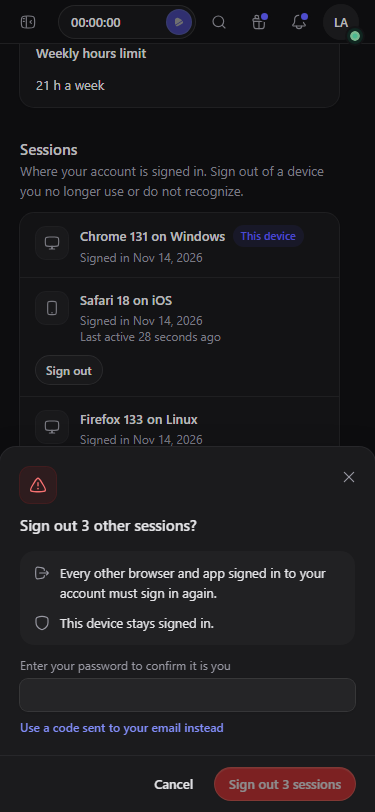 00:00:00
LA
Weekly hours limit
21 h a week
Sessions
Where your account is signed in. Sign out of a device
you no longer use or do not recognize.
Chrome 131 on Windows
This device
Signed in Nov 14, 2026
Safari 18 on iOS
Signed in Nov 14, 2026
Last active 28 seconds ago
Sign out
Firefox 133 on Linux
Signed in Nov 14, 2026
Sign out 3 other sessions?
Every other browser and app signed in to your
account must sign in again.
This device stays signed in.
Enter your password to confirm it is you
Use a code sent to your email instead
Cancel
Sign out 3 sessions